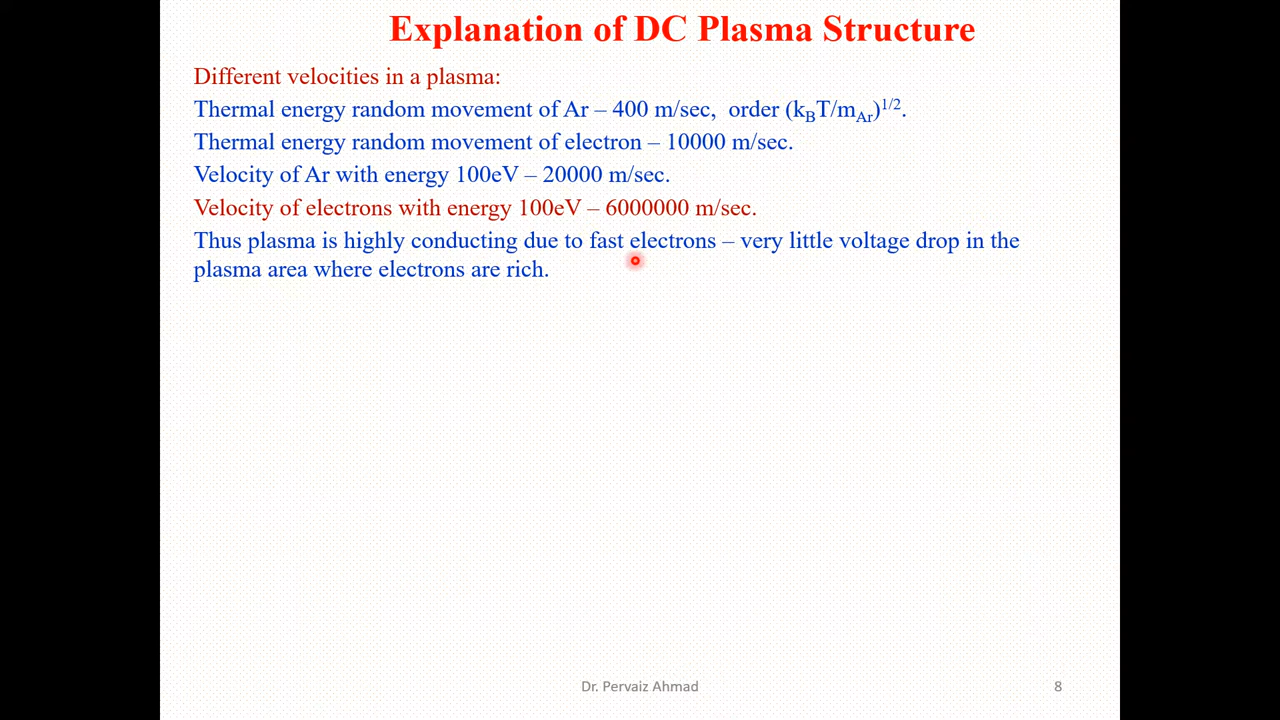 Explanation of DC Plasma Structure
Different velocities in a plasma:
Thermal energy random movement of Ar – 400 m/sec, order (kBT/mAr)1/2.
Thermal energy random movement of electron – 10000 m/sec.
Velocity of Ar with energy 100eV – 20000 m/sec.
Velocity of electrons with energy 100eV – 6000000 m/sec.
Thus plasma is highly conducting due to fast electrons – very little voltage drop in the
plasma area where electrons are rich.
Dr. Pervaiz Ahmad
8